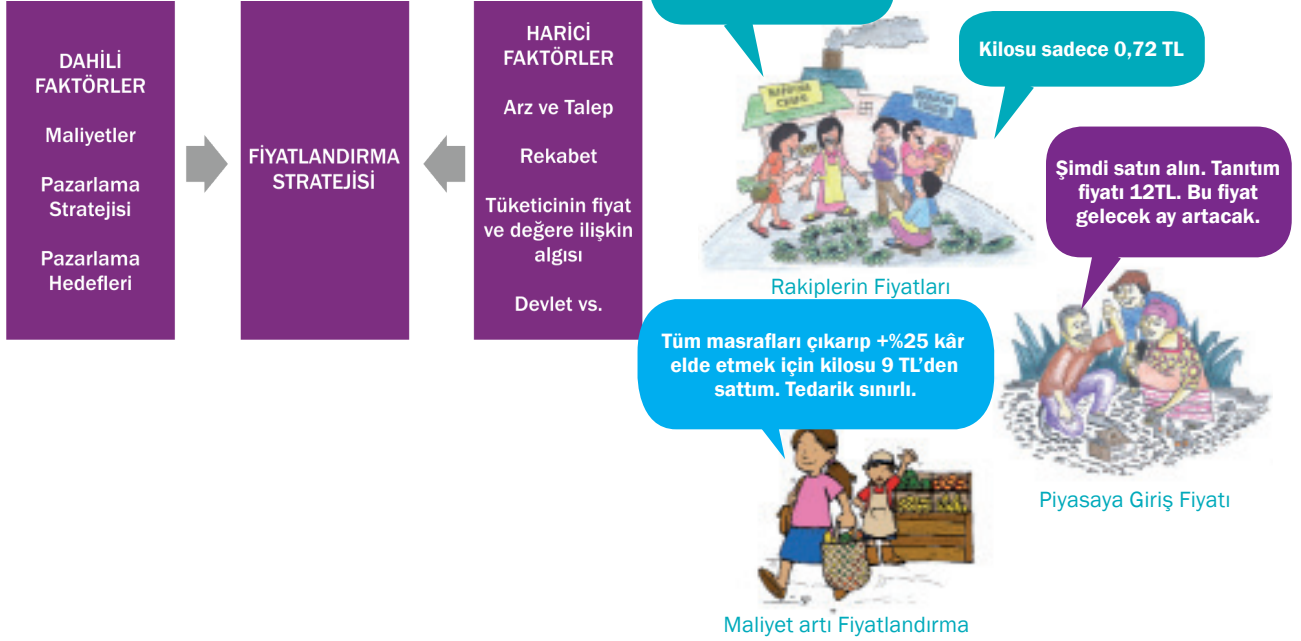 DAHİLİ
FAKTÖRLER
Maliyetler
Pazarlama
Stratejisi
Pazarlama
Hedefleri
FİYATLANDIRMA
STRATEJİSİ
HARİCİ
FAKTÖRLER
Arz ve Talep
Rekabet
Tüketicinin fiyat
ve değere ilişkin
algısı
Devlet vs.
Kilosu sadece 0,72 TL
Rakiplerin Fiyatları
Şimdi satın alın. Tanıtım
fiyatı 12TL. Bu fiyat
gelecek ay artacak.
Piyasaya Giriş Fiyatı
Tüm masrafları çıkarıp +%25 kâr
elde etmek için kilosu 9 TL’den
sattım. Tedarik sınırlı.
Maliyet artı Fiyatlandırma